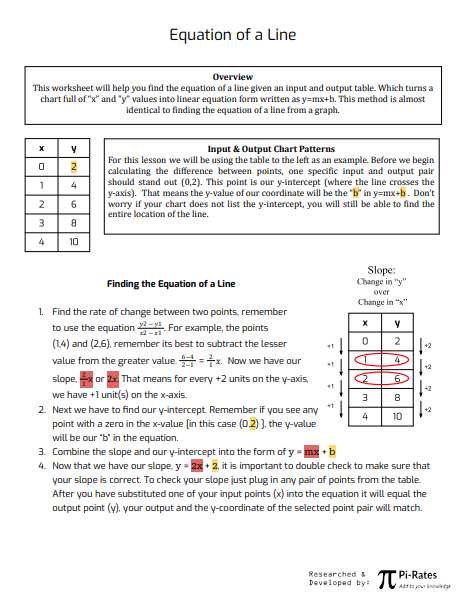 Equation of a Line
Overview
This worksheet will help you find the equation of a line given an input and output table. Which turns a
chart full of “x” and “y” values into linear equation form written as y=mx+b. This method is almost
identical to finding the equation of a line from a graph.
x y
0 2
1 4
2 6
3 8
4 10
Input & Output Chart Patterns
For this lesson we will be using the table to the left as an example. Before we begin
calculating the difference between points, one specific input and output pair
should stand out (0,2). This point is our y-intercept (where the line crosses the
y-axis). That means the y-value of our coordinate will be the “b” in y=mx+b. Don’t
worry if your chart does not list the y-intercept, you will still be able to find the
entire location of the line.
Finding the Equation of a Line
1. Find the rate of change between two points, remember
to use the equation y2−y1/x2−x1. For example, the points
(1,4) and (2,6), remember its best to subtract the lesser
value from the greater value. 6−4/2−1 = 2/1 x. Now we have our
slope, 2/1x or 2x. That means for every +2 units on the y-axis,
we have +1 unit(s) on the x-axis.
2. Next we have to find our y-intercept. Remember if you see any
point with a zero in the x-value [in this case (0,2) ], the y-value
will be our “b” in the equation.
3. Combine the slope and our y-intercept into the form of y = mx + b
4. Now that we have our slope, y = 2x + 2, it is important to double check to make sure that
your slope is correct. To check your slope just plug in any pair of points from the table.
After you have substituted one of your input points (x) into the equation it will equal the
output point (y), your output and the y-coordinate of the selected point pair will match.
Slope:
Change in “y”
over
Change in “x”
x y
0 2
+1 +2
1 4
+1 +2
2 6
+1 +2
3 8
+1 +2
4 10
Researched &
Developed by:
π Pi-Rates
Add to your knowledge